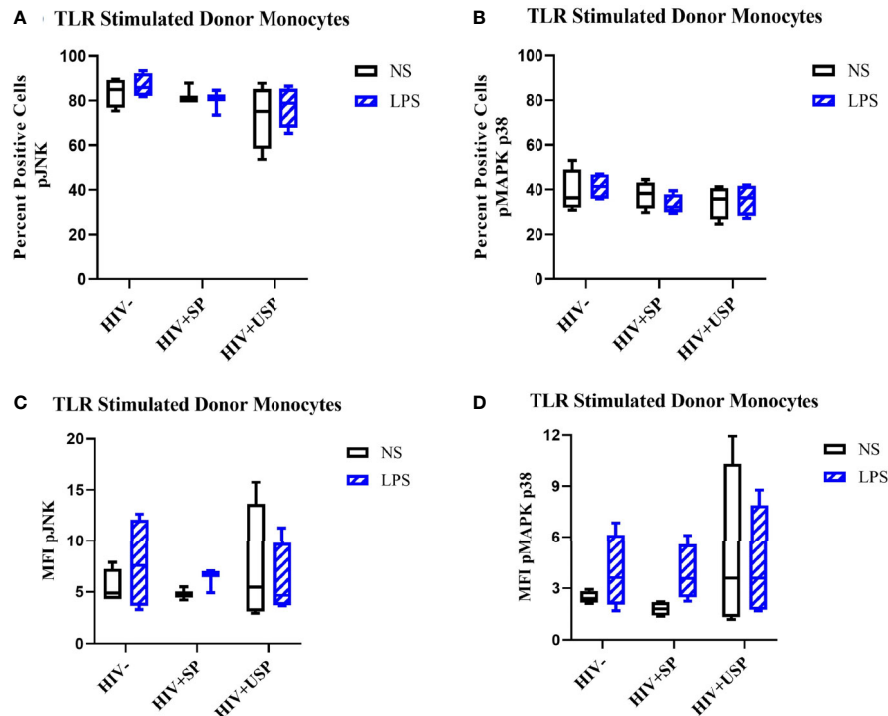 A TLR Stimulated Donor Monocytes
Percent Positive Cells
pJNK
100
80
60
40
20
0
HIV-
HIV+SP
HIV+USP
NS
LPS
B
TLR Stimulated Donor Monocytes
Percent Positive Cells
pMAPK p38
100
80
60
40
20
0
HIV-
HIV+SP
HIV+USP
NS
LPS
C TLR Stimulated Donor Monocytes
MFI pJNK
20
15
10
5
0
HIV-
HIV+SP
HIV+USP
NS
LPS
D TLR Stimulated Donor Monocytes
MFI pMAPK p38
12
9
6
3
0
HIV-
HIV+SP
HIV+USP
NS
LPS